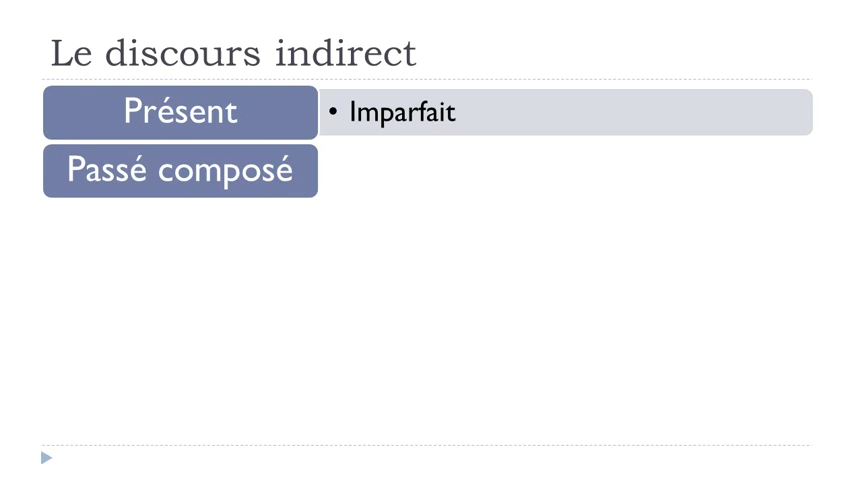 Le discours indirect
Présent
• Imparfait
Passé composé